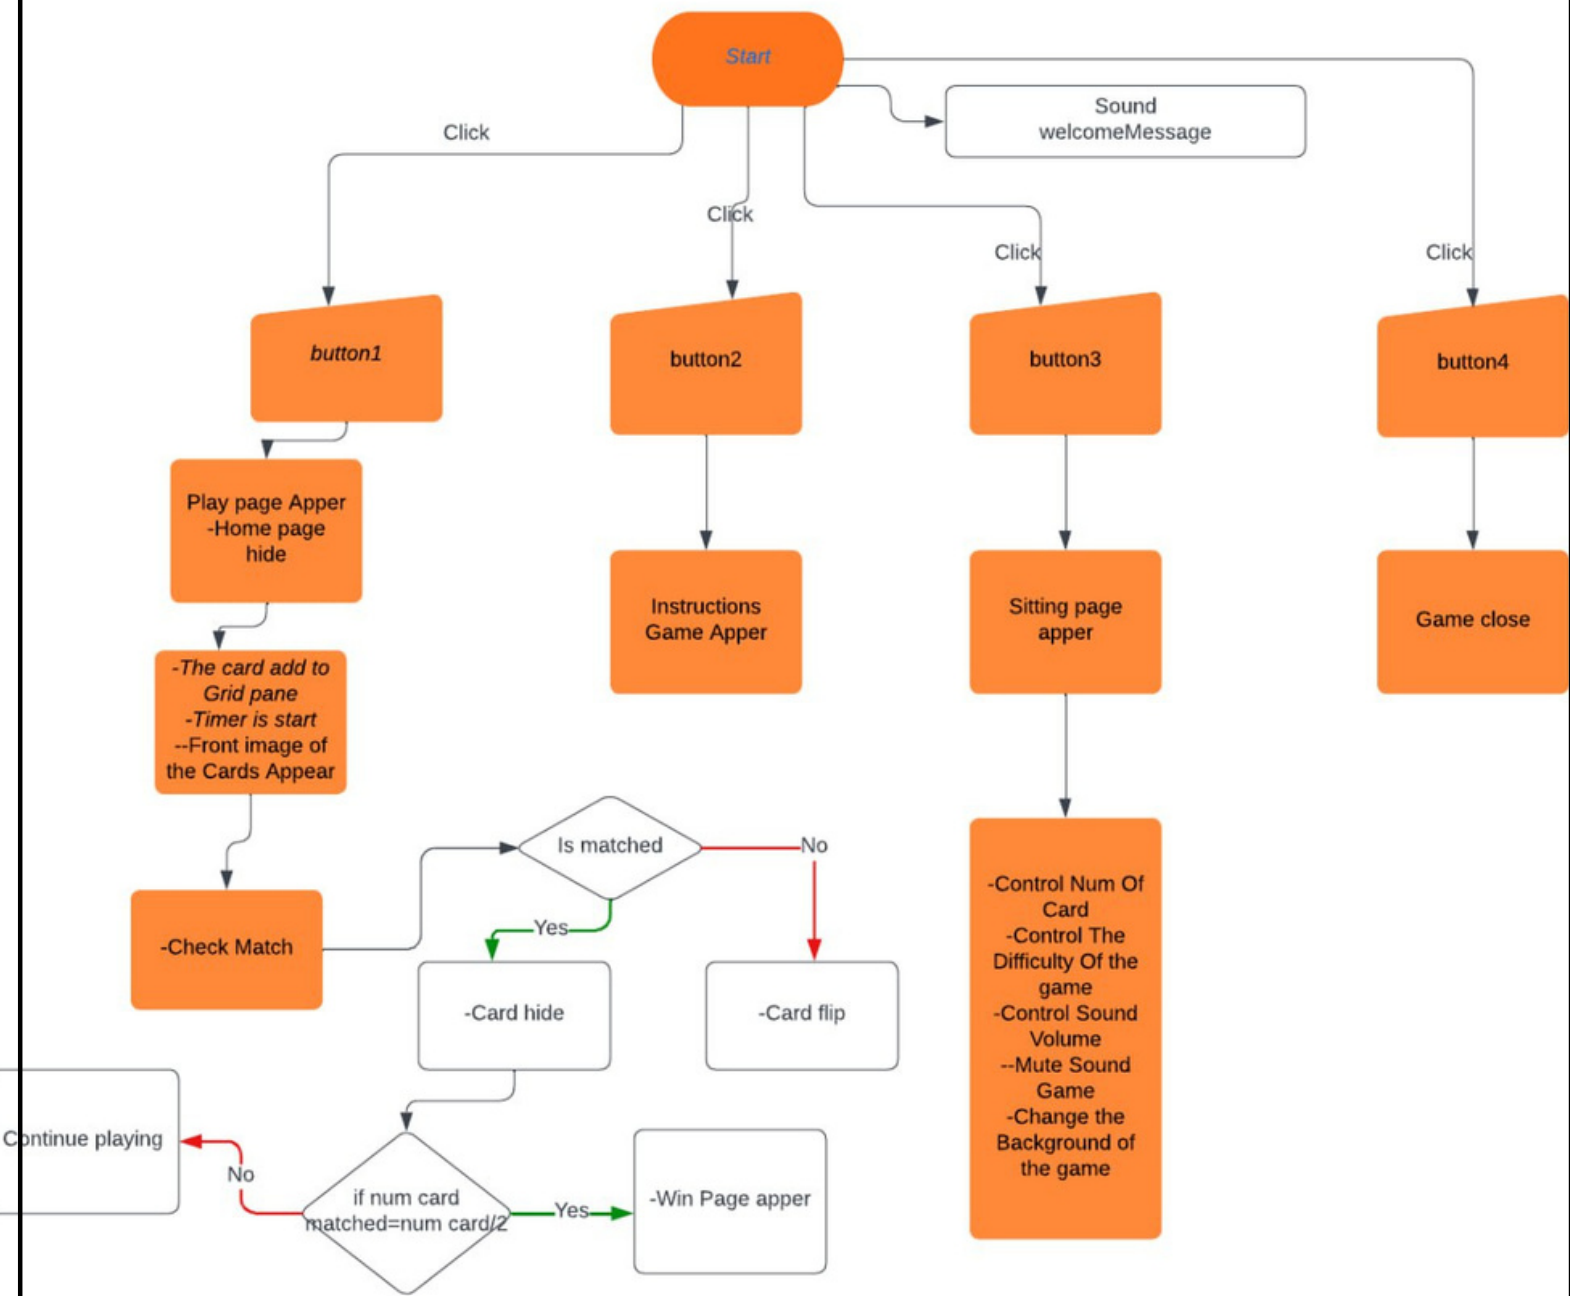 Start
Sound
welcomeMessage
Click
Click
Click
Click
button1
button2
button3
button4
Play page Apper
-Home page
hide
Instructions
Game Apper
Sitting page
apper
Game close
-The card add to
Grid pane
-Timer is start
--Front image of
the Cards Appear
Is matched
No
Yes
-Check Match
-Card hide
-Card flip
-Control Num Of
Card
-Control The
Difficulty Of the
game
-Control Sound
Volume
--Mute Sound
Game
-Change the
Background of
the game
Continue playing
No
if num card
matched=num card/2
Yes
-Win Page apper